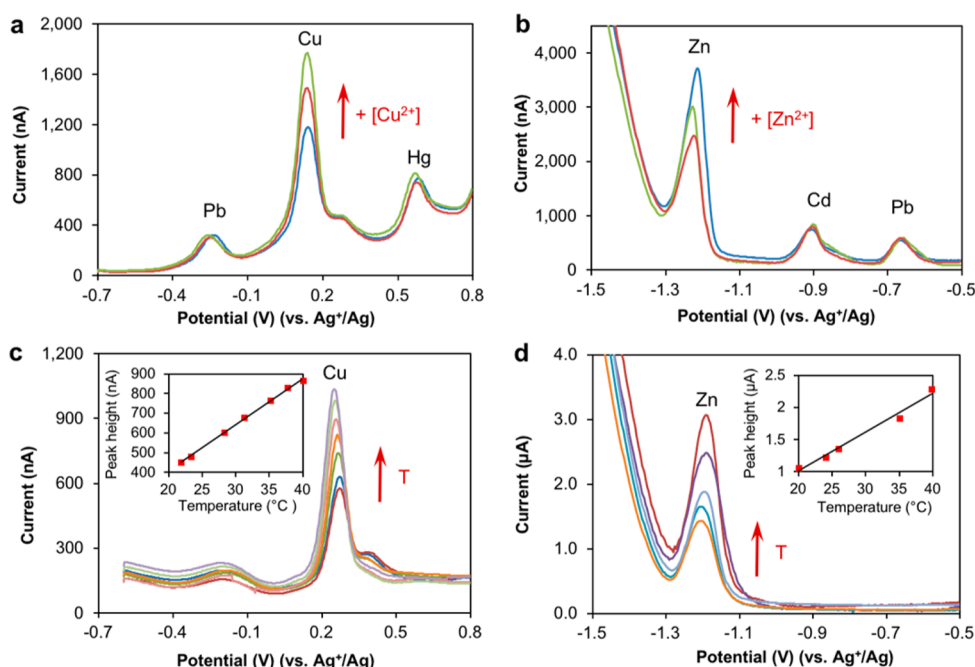 a
2,000
1,600
1,200
800
400
0
Current (nA)
Pb
Cu
Hg
+ [Cu²⁺]
-0.7 -0.4 -0.1 0.2 0.5 0.8
Potential (V) (vs. Ag⁺/Ag)
b
4,000
3,000
2,000
1,000
0
Current (nA)
Zn
Cd
Pb
+ [Zn²⁺]
-1.5 -1.3 -1.1 -0.9 -0.7 -0.5
Potential (V) (vs. Ag⁺/Ag)
c
1,200
900
600
300
0
Current (nA)
Cu
T
900
800
700
600
500
400
Peak height (nA)
20 25 30 35 40
Temperature (°C )
-0.7 -0.4 -0.1 0.2 0.5 0.8
Potential (V) (vs. Ag⁺/Ag)
d
4.0
3.0
2.0
1.0
0.0
Current (µA)
Zn
T
2.5
2
1.5
1
Peak height (µA)
20 25 30 35 40
Temperature (°C)
-1.5 -1.3 -1.1 -0.9 -0.7 -0.5
Potential (V) (vs. Ag⁺/Ag)